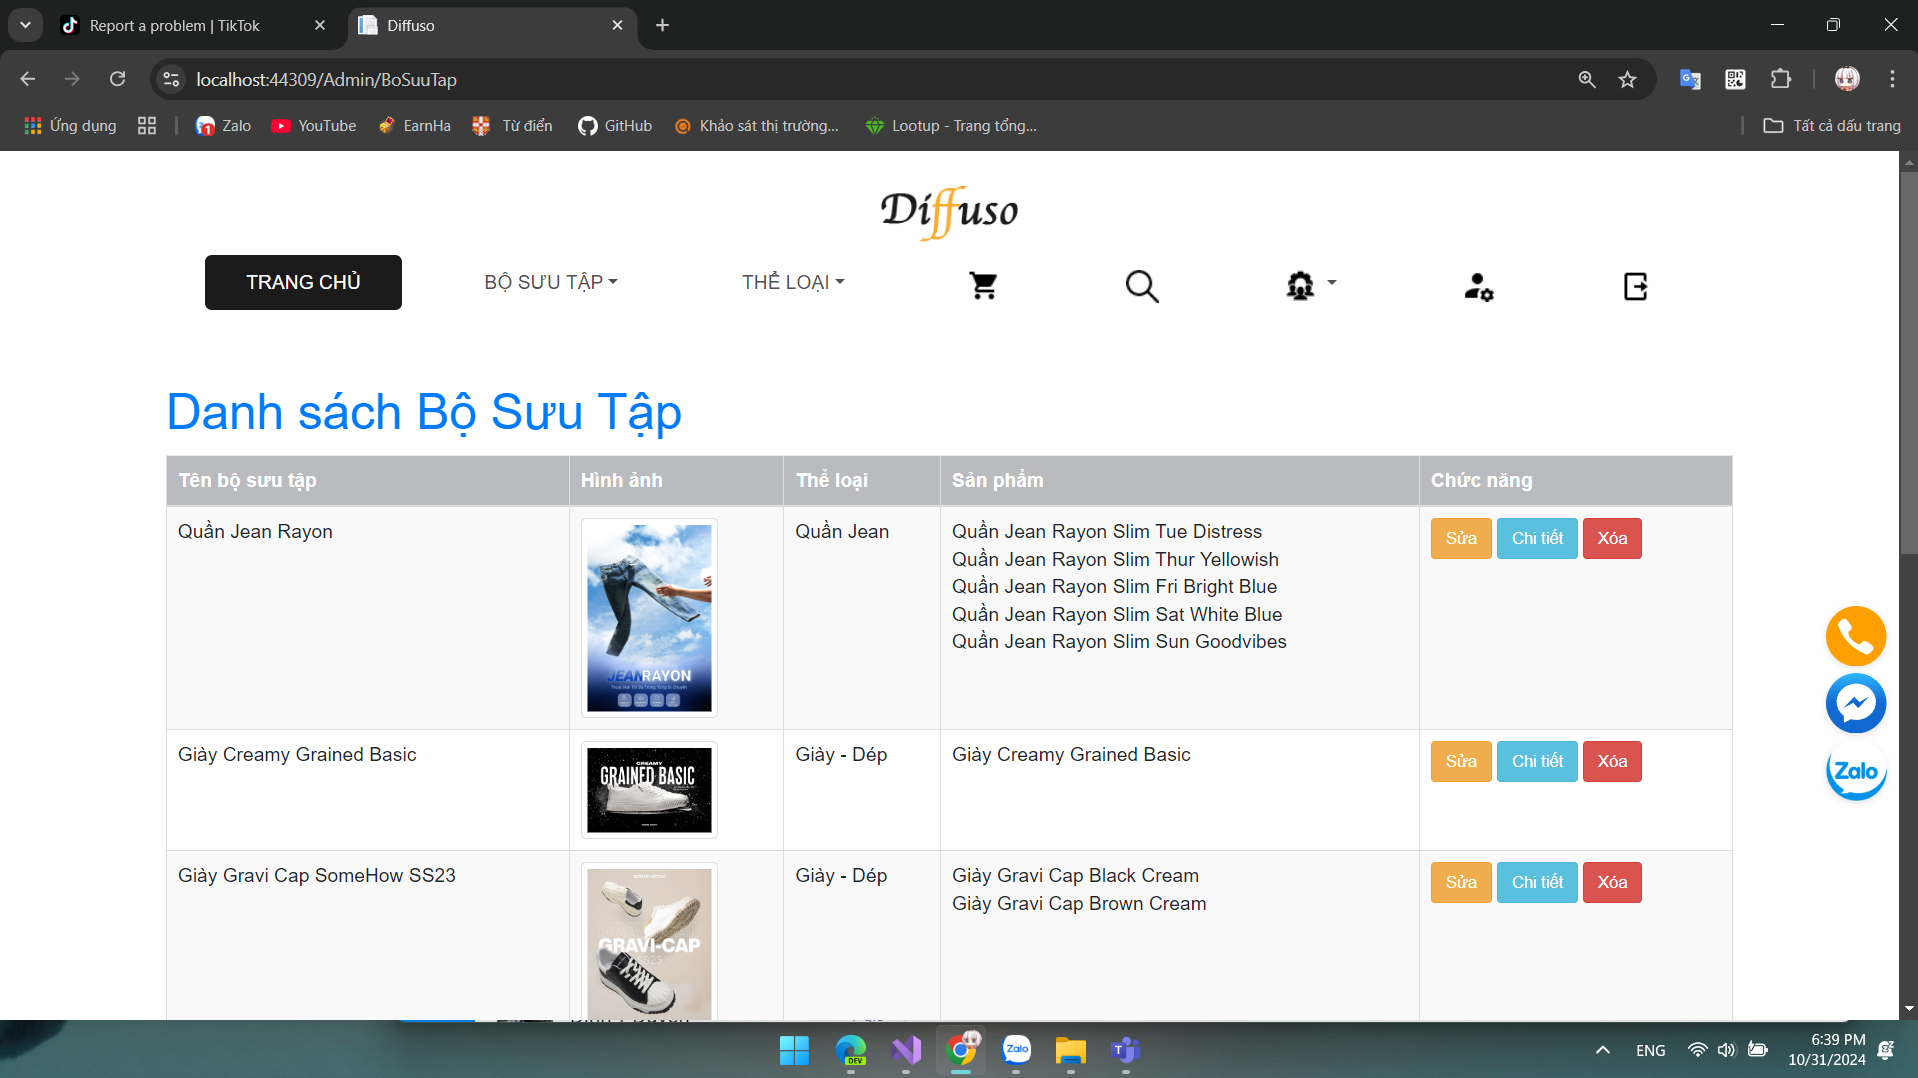 Report a problem | TikTok
Diffuso
localhost:44309/Admin/BoSuuTap
Ứng dụng
Zalo
YouTube
EarnHa
Từ điển
GitHub
Khảo sát thị trường...
Lootup - Trang tổng...
Tất cả dấu trang
Diffuso
TRANG CHỦ
BỘ SƯU TẬP
THỂ LOẠI
Danh sách Bộ Sưu Tập
Tên bộ sưu tập
Hình ảnh
Thể loại
Sản phẩm
Chức năng
Quần Jean Rayon
JEANRAYON
Quần Jean
Quần Jean Rayon Slim Tue Distress
Quần Jean Rayon Slim Thur Yellowish
Quần Jean Rayon Slim Fri Bright Blue
Quần Jean Rayon Slim Sat White Blue
Quần Jean Rayon Slim Sun Goodvibes
Sửa
Chi tiết
Xóa
Giày Creamy Grained Basic
CREAMY
GRAINED BASIC
Giày - Dép
Giày Creamy Grained Basic
Sửa
Chi tiết
Xóa
Giày Gravi Cap SomeHow SS23
GRAVI-CAP
SS23
Giày - Dép
Giày Gravi Cap Black Cream
Giày Gravi Cap Brown Cream
Sửa
Chi tiết
Xóa
Zalo
DEV
Zalo
ENG
6:39 PM
10/31/2024